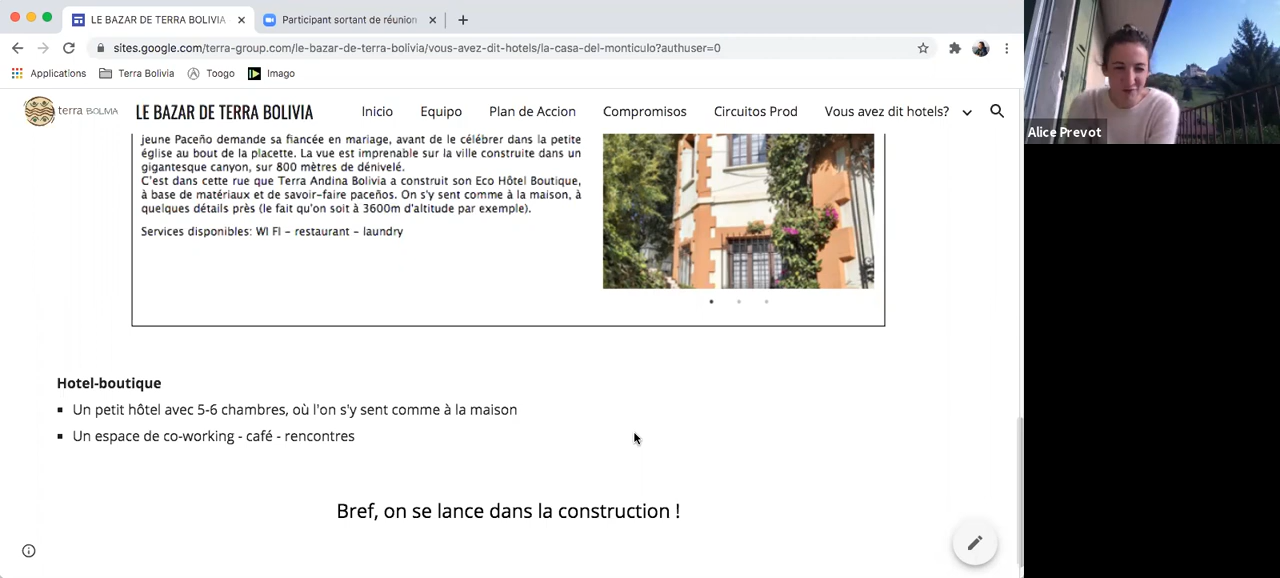 LE BAZAR DE TERRA BOLIVIA
Participant sortant de réunion
sites.google.com/terra-group.com/le-bazar-de-terra-bolivia/vous-avez-dit-hotels/la-casa-del-monticulo?authuser=0
Applications Terra Bolivia Toogo Imago
terra BOLIVIA LE BAZAR DE TERRA BOLIVIA Inicio Equipo Plan de Accion Compromisos Circuitos Prod Vous avez dit hotels?
Alice Prevot
jeune Paceño demande sa fiancée en mariage, avant de le célébrer dans la petite
église au bout de la placette. La vue est imprenable sur la ville construite dans un
gigantesque canyon, sur 800 mètres de dénivelé.
C'est dans cette rue que Terra Andina Bolivia a construit son Eco Hôtel Boutique,
à base de matériaux et de savoir-faire paceños. On s'y sent comme à la maison, à
quelques détails près (le fait qu'on soit à 3600m d'altitude par exemple).
Services disponibles: WI FI - restaurant - laundry
Hotel-boutique
▪ Un petit hôtel avec 5-6 chambres, où l'on s'y sent comme à la maison
▪ Un espace de co-working - café - rencontres
Bref, on se lance dans la construction !